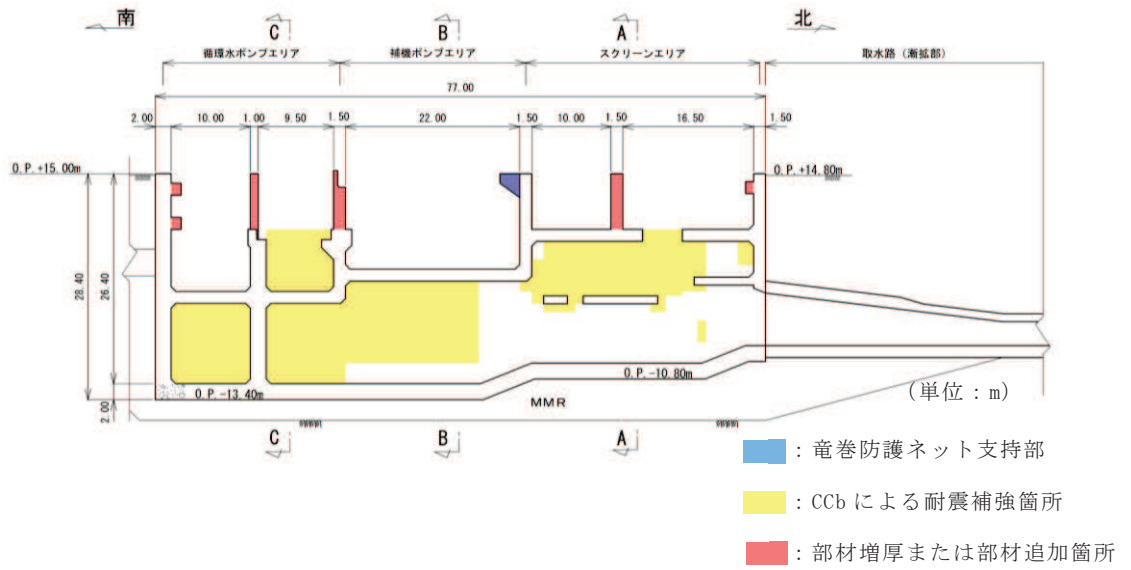 南
北
C
B
A
循環水ポンプエリア
補機ポンプエリア
スクリーンエリア
取水路（漸拡部）
77.00
2.00 10.00 1.00 9.50 1.50 22.00 1.50 10.00 1.50 16.50 1.50
O.P.+15.00m
O.P.+14.80m
28.40
26.40
2.00
O.P.-13.40m
O.P.-10.80m
MMR
C
B
A
(単位：m)
：竜巻防護ネット支持部
：CCbによる耐震補強箇所
：部材増厚または部材追加箇所